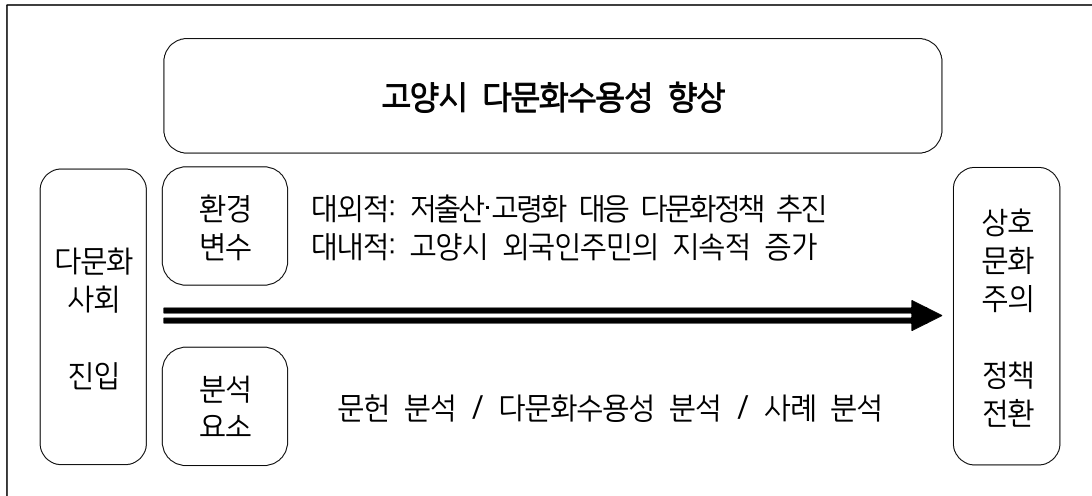 고양시 다문화수용성 향상
다문화
사회
진입
환경
변수
대외적: 저출산·고령화 대응 다문화정책 추진
대내적: 고양시 외국인주민의 지속적 증가
분석
요소
문헌 분석 / 다문화수용성 분석 / 사례 분석
상호
문화
주의
정책
전환